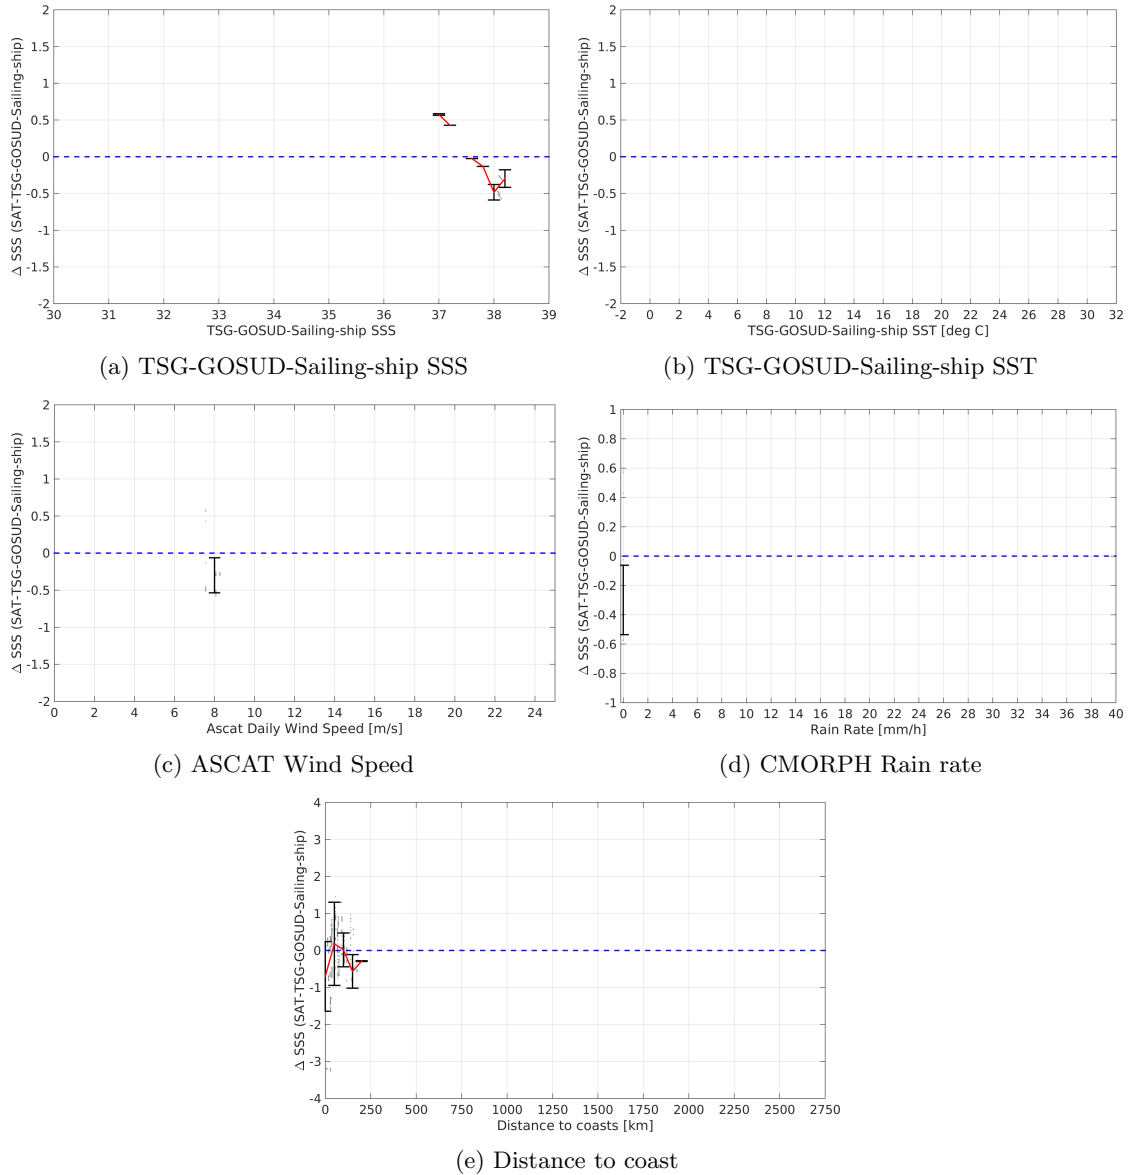 Δ SSS (SAT-TSG-GOSUD-Sailing-ship)
2
1.5
1
0.5
0
-0.5
-1
-1.5
-2
30 31 32 33 34 35 36 37 38 39
TSG-GOSUD-Sailing-ship SSS
(a) TSG-GOSUD-Sailing-ship SSS
Δ SSS (SAT-TSG-GOSUD-Sailing-ship)
2
1.5
1
0.5
0
-0.5
-1
-1.5
-2
-2 0 2 4 6 8 10 12 14 16 18 20 22 24 26 28 30 32
TSG-GOSUD-Sailing-ship SST [deg C]
(b) TSG-GOSUD-Sailing-ship SST
Δ SSS (SAT-TSG-GOSUD-Sailing-ship)
2
1.5
1
0.5
0
-0.5
-1
-1.5
-2
0 2 4 6 8 10 12 14 16 18 20 22 24
Ascat Daily Wind Speed [m/s]
(c) ASCAT Wind Speed
Δ SSS (SAT-TSG-GOSUD-Sailing-ship)
1
0.8
0.6
0.4
0.2
0
-0.2
-0.4
-0.6
-0.8
-1
0 2 4 6 8 10 12 14 16 18 20 22 24 26 28 30 32 34 36 38 40
Rain Rate [mm/h]
(d) CMORPH Rain rate
Δ SSS (SAT-TSG-GOSUD-Sailing-ship)
4
3
2
1
0
-1
-2
-3
-4
0 250 500 750 1000 1250 1500 1750 2000 2250 2500 2750
Distance to coasts [km]
(e) Distance to coast